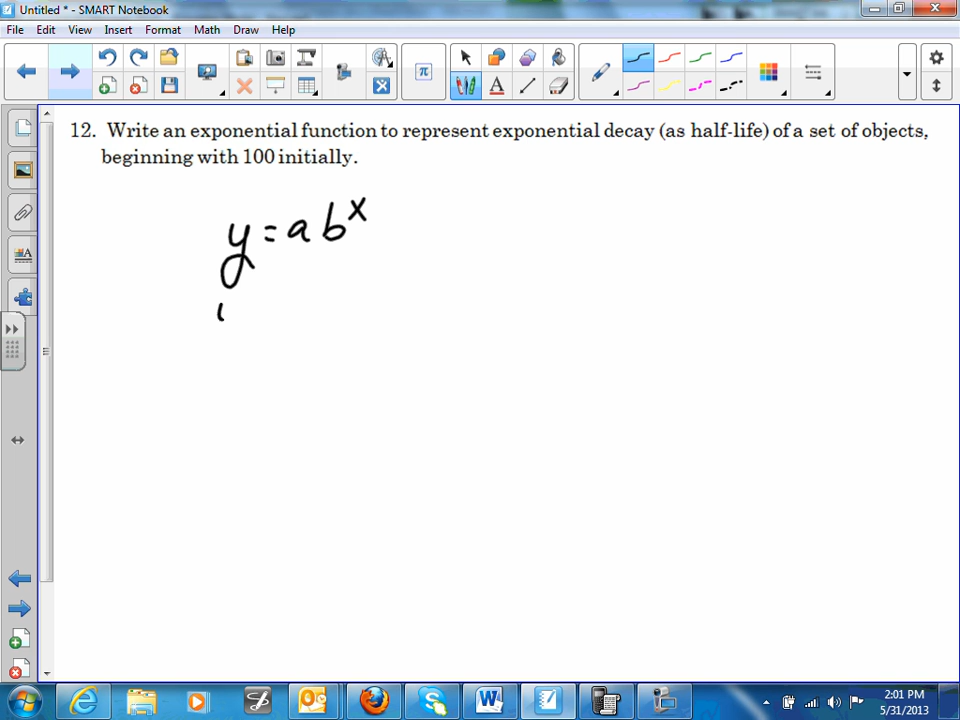 Untitled * - SMART Notebook
File Edit View Insert Format Math Draw Help
π
A
12. Write an exponential function to represent exponential decay (as half-life) of a set of objects,
beginning with 100 initially.
y = a b^x
2:01 PM
5/31/2013